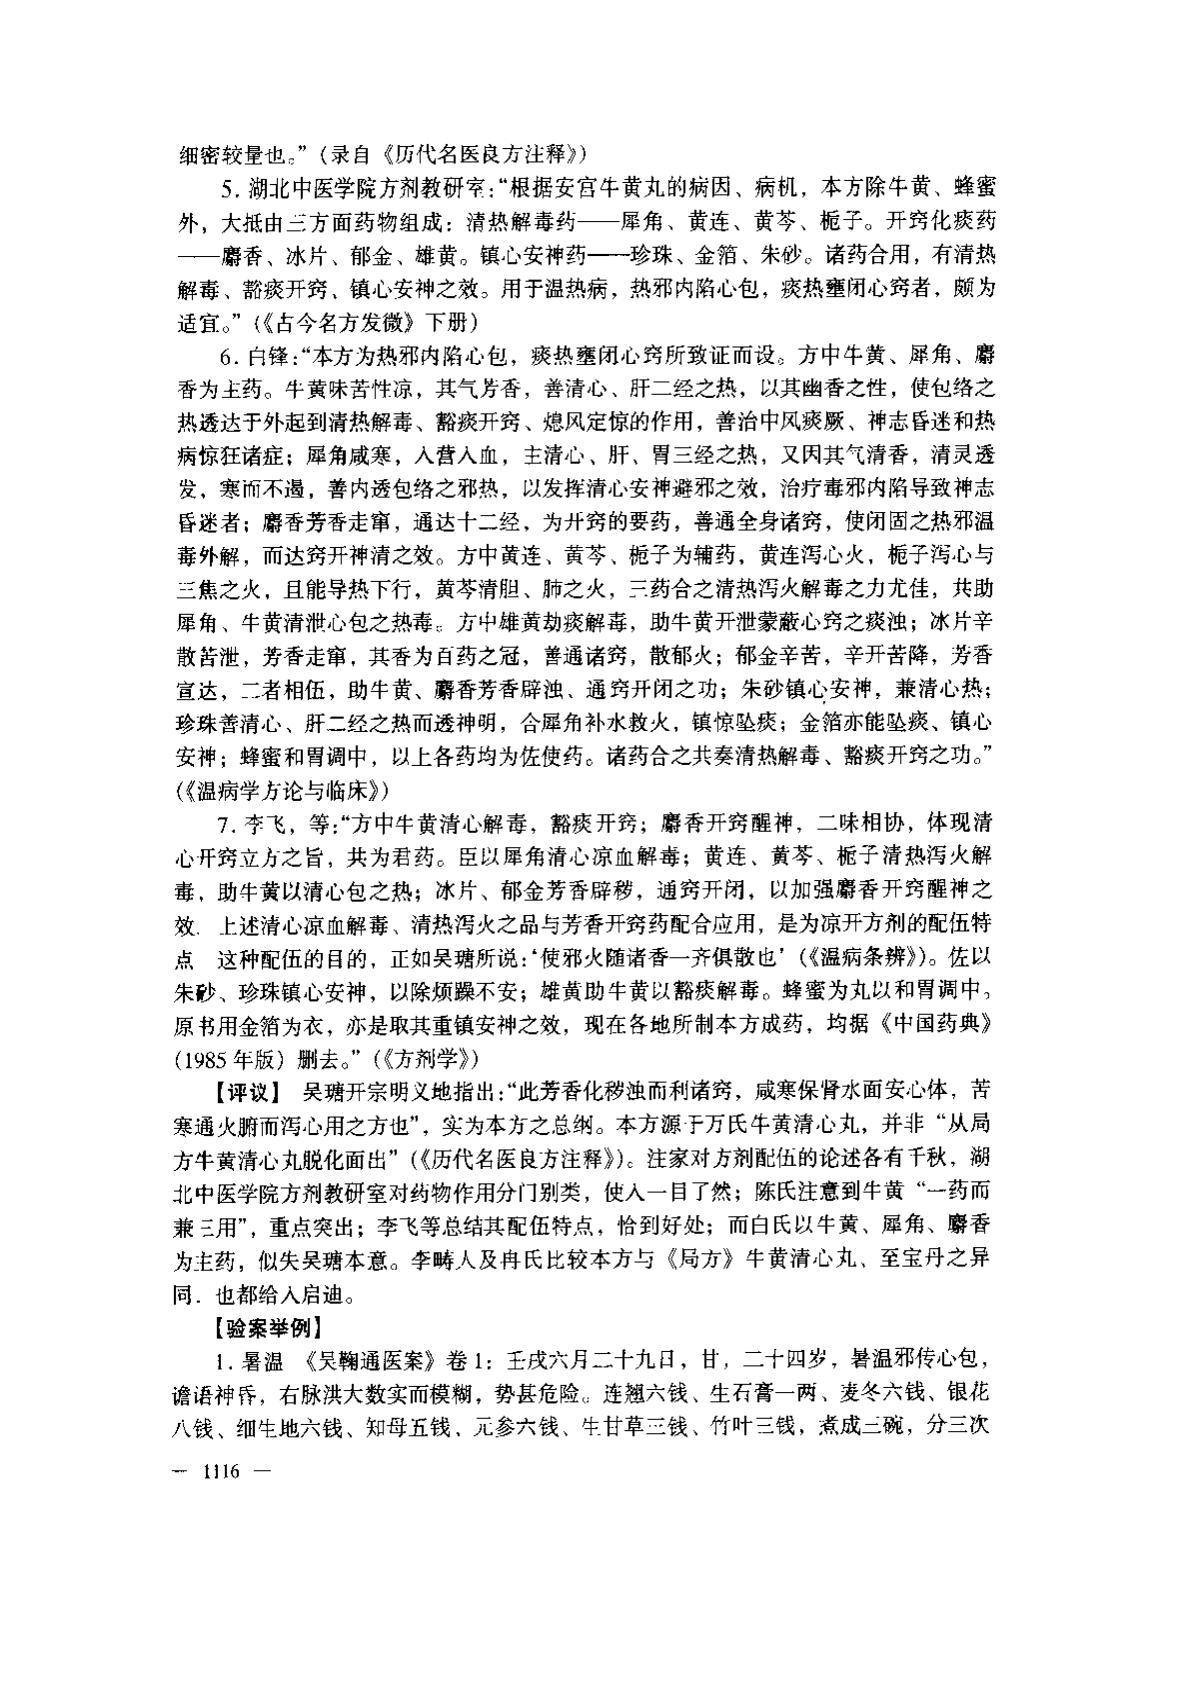 细密较量也。”（录自《历代名医良方注释》）
5. 湖北中医学院方剂教研室：“根据安宫牛黄丸的病因、病机，本方除牛黄、蜂蜜
外，大抵由三方面药物组成：清热解毒药——犀角、黄连、黄芩、栀子。开窍化痰药
——麝香、冰片、郁金、雄黄。镇心安神药——珍珠、金箔、朱砂。诸药合用，有清热
解毒、豁痰开窍、镇心安神之效。用于温热病，热邪内陷心包，痰热壅闭心窍者，颇为
适宜。”（《古今名方发微》下册）
6. 白锋：“本方为热邪内陷心包，痰热壅闭心窍所致证而设。方中牛黄、犀角、麝
香为主药。牛黄味苦性凉，其气芳香，善清心、肝二经之热，以其幽香之性，使包络之
热透达于外起到清热解毒、豁痰开窍、熄风定惊的作用，善治中风痰厥、神志昏迷和热
病惊狂诸症；犀角咸寒，入营入血，主清心、肝、胃三经之热，又因其气清香，清灵透
发，寒而不遏，善内透包络之邪热，以发挥清心安神避邪之效，治疗毒邪内陷导致神志
昏迷者；麝香芳香走窜，通达十二经，为开窍的要药，善通全身诸窍，使闭固之热邪温
毒外解，而达窍开神清之效。方中黄连、黄芩、栀子为辅药，黄连泻心火，栀子泻心与
三焦之火，且能导热下行，黄芩清胆、肺之火，三药合之清热泻火解毒之力尤佳，共助
犀角、牛黄清泄心包之热毒。方中雄黄劫痰解毒，助牛黄开泄蒙蔽心窍之痰浊；冰片辛
散苦泄，芳香走窜，其香为百药之冠，善通诸窍，散郁火；郁金辛苦，辛开苦降，芳香
宣达，二者相伍，助牛黄、麝香芳香辟浊、通窍开闭之功；朱砂镇心安神，兼清心热；
珍珠善清心、肝二经之热而透神明，合犀角补水救火，镇惊坠痰；金箔亦能坠痰、镇心
安神；蜂蜜和胃调中，以上各药均为佐使药。诸药合之共奏清热解毒、豁痰开窍之功。”
（《温病学方论与临床》）
7. 李飞，等：“方中牛黄清心解毒，豁痰开窍；麝香开窍醒神，二味相协，体现清
心开窍立方之旨，共为君药。臣以犀角清心凉血解毒；黄连、黄芩、栀子清热泻火解
毒，助牛黄以清心包之热；冰片、郁金芳香辟秽，通窍开闭，以加强麝香开窍醒神之
效. 上述清心凉血解毒、清热泻火之品与芳香开窍药配合应用，是为凉开方剂的配伍特
点 这种配伍的目的，正如吴瑭所说：‘使邪火随诸香一齐俱散也’（《温病条辨》）。佐以
朱砂、珍珠镇心安神，以除烦躁不安；雄黄助牛黄以豁痰解毒。蜂蜜为丸以和胃调中。
原书用金箔为衣，亦是取其重镇安神之效，现在各地所制本方成药，均据《中国药典》
（1985 年版）删去。”（《方剂学》）
【评议】 吴瑭开宗明义地指出：“此芳香化秽浊而利诸窍，咸寒保肾水面安心体，苦
寒通火腑而泻心用之方也”，实为本方之总纲。本方源于万氏牛黄清心丸，并非“从局
方牛黄清心丸脱化面出”（《历代名医良方注释》）。注家对方剂配伍的论述各有千秋，湖
北中医学院方剂教研室对药物作用分门别类，使人一目了然；陈氏注意到牛黄“一药而
兼三用”，重点突出；李飞等总结其配伍特点，恰到好处；而白氏以牛黄、犀角、麝香
为主药，似失吴瑭本意。李畴人及冉氏比较本方与《局方》牛黄清心丸、至宝丹之异
同. 也都给人启迪。
【验案举例】
1. 暑温 《吴鞠通医案》卷 1：壬戌六月二十九日，甘，二十四岁，暑温邪传心包，
谵语神昏，右脉洪大数实而模糊，势甚危险。连翘六钱、生石膏一两、麦冬六钱、银花
八钱、细生地六钱、知母五钱、元参六钱、生甘草三钱、竹叶三钱，煮成三碗，分三次
— 1116 —